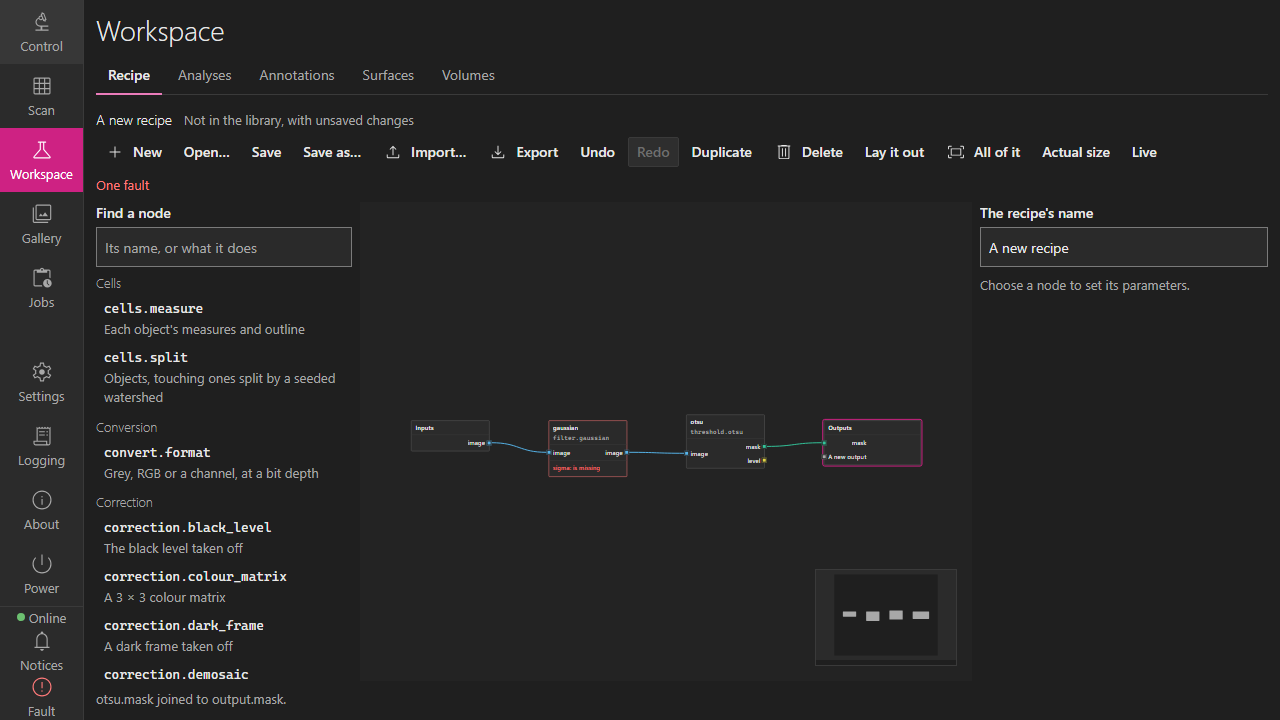 Control
Scan
Workspace
Gallery
Jobs
Settings
Logging
About
Power
Online
Notices
Fault
Workspace
Recipe Analyses Annotations Surfaces Volumes
A new recipe Not in the library, with unsaved changes
New Open... Save Save as... Import... Export Undo Redo Duplicate Delete Lay it out All of it Actual size Live
One fault
Find a node
Its name, or what it does
Cells
cells.measure
Each object's measures and outline
cells.split
Objects, touching ones split by a seeded
watershed
Conversion
convert.format
Grey, RGB or a channel, at a bit depth
Correction
correction.black_level
The black level taken off
correction.colour_matrix
A 3 × 3 colour matrix
correction.dark_frame
A dark frame taken off
correction.demosaic
otsu.mask joined to output.mask.
Inputs
image
gaussian
filter.gaussian
image image
sigma: is missing
otsu
threshold.otsu
mask
image
level
Outputs
mask
A new output
The recipe's name
A new recipe
Choose a node to set its parameters.